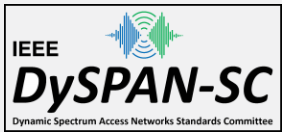 IEEE
DySPAN-SC
Dynamic Spectrum Access Networks Standards Committee